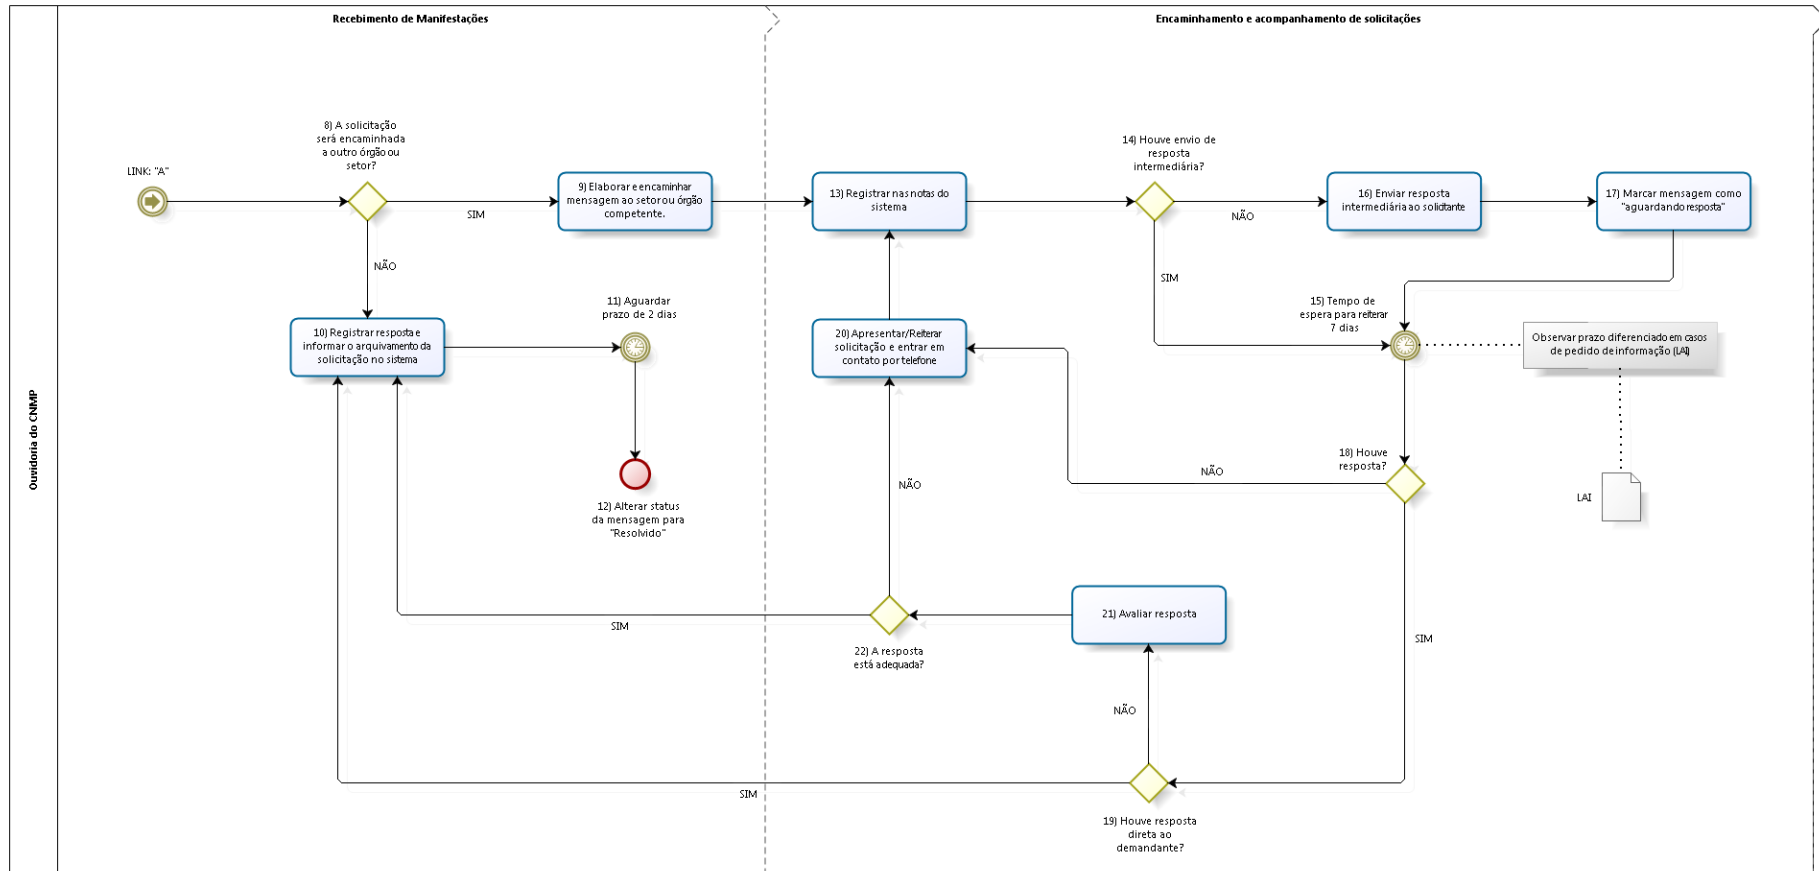 Recebimento de Manifestações
Encaminhamento e acompanhamento de solicitações
Ouvidoria do CNMP
LINK: "A"
8) A solicitação
será encaminhada
a outro órgão ou
setor?
SIM
NÃO
9) Elaborar e encaminhar
mensagem ao setor ou órgão
competente.
10) Registrar resposta e
informar o arquivamento da
solicitação no sistema
11) Aguardar
prazo de 2 dias
12) Alterar status
da mensagem para
"Resolvido"
13) Registrar nas notas do
sistema
14) Houve envio de
resposta
intermediária?
NÃO
SIM
16) Enviar resposta
intermediária ao solicitante
17) Marcar mensagem como
"aguardando resposta"
15) Tempo de
espera para reiterar
7 dias
Observar prazo diferenciado em casos
de pedido de informação (LAI)
LAI
18) Houve
resposta?
NÃO
SIM
20) Apresentar/Reiterar
solicitação e entrar em
contato por telefone
NÃO
21) Avaliar resposta
22) A resposta
está adequada?
SIM
NÃO
19) Houve resposta
direta ao
demandante?
SIM